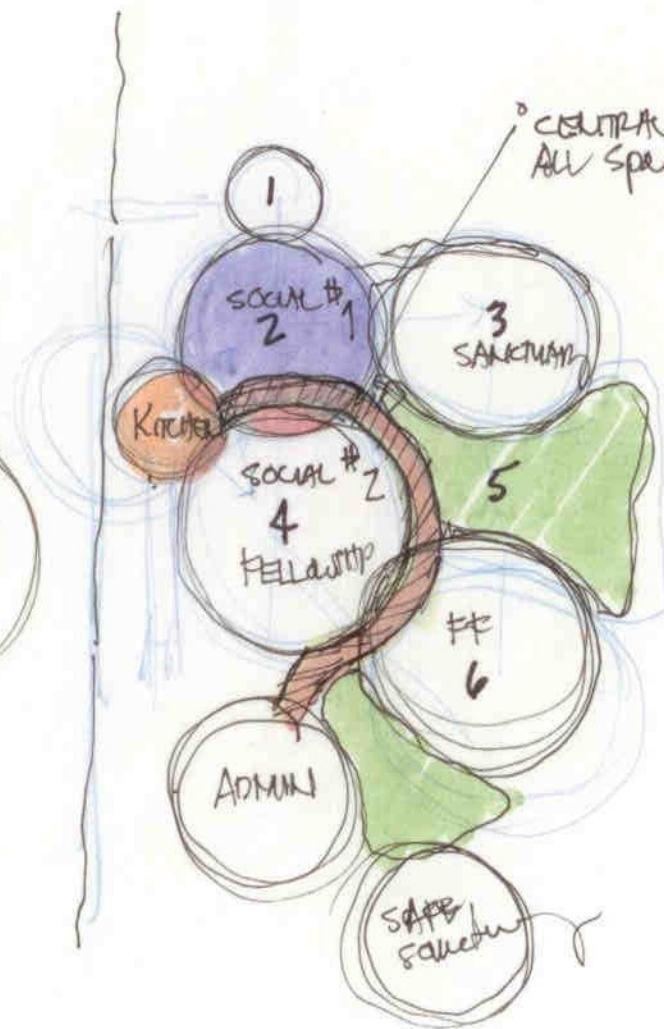 CENTRAL
ALL Spa
1
SOCIAL #1
2
3
SANCTUARY
KITCHEN
SOCIAL #2
4
FELLOWSHIP
5
FF
6
ADMIN
SAFE